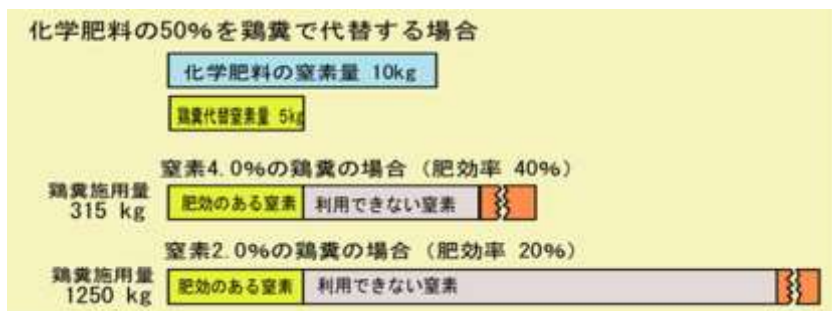 化学肥料の50%を鶏糞で代替する場合
化学肥料の窒素量 10kg
鶏糞代替窒素量 5kg
窒素4.0%の鶏糞の場合(肥効率 40%)
鶏糞施用量
315 kg
肥効のある窒素 利用できない窒素
窒素2.0%の鶏糞の場合(肥効率 20%)
鶏糞施用量
1250 kg
肥効のある窒素 利用できない窒素